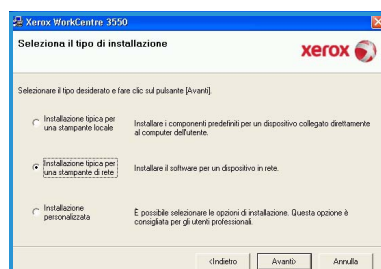 Xerox WorkCentre 3550
Seleziona il tipo di installazione
xerox
Selezionare il tipo desiderato e fare clic sul pulsante [Avanti].
Installazione tipica per
una stampante locale
Installare i componenti predefiniti per un dispositivo collegato direttamente
al computer dell'utente.
Installazione tipica per
una stampante di rete
Installare il software per un dispositivo in rete.
Installazione
personalizzata
È possibile selezionare le opzioni di installazione. Questa opzione è
consigliata per gli utenti professionali.
<Indietro
Avanti>
Annulla